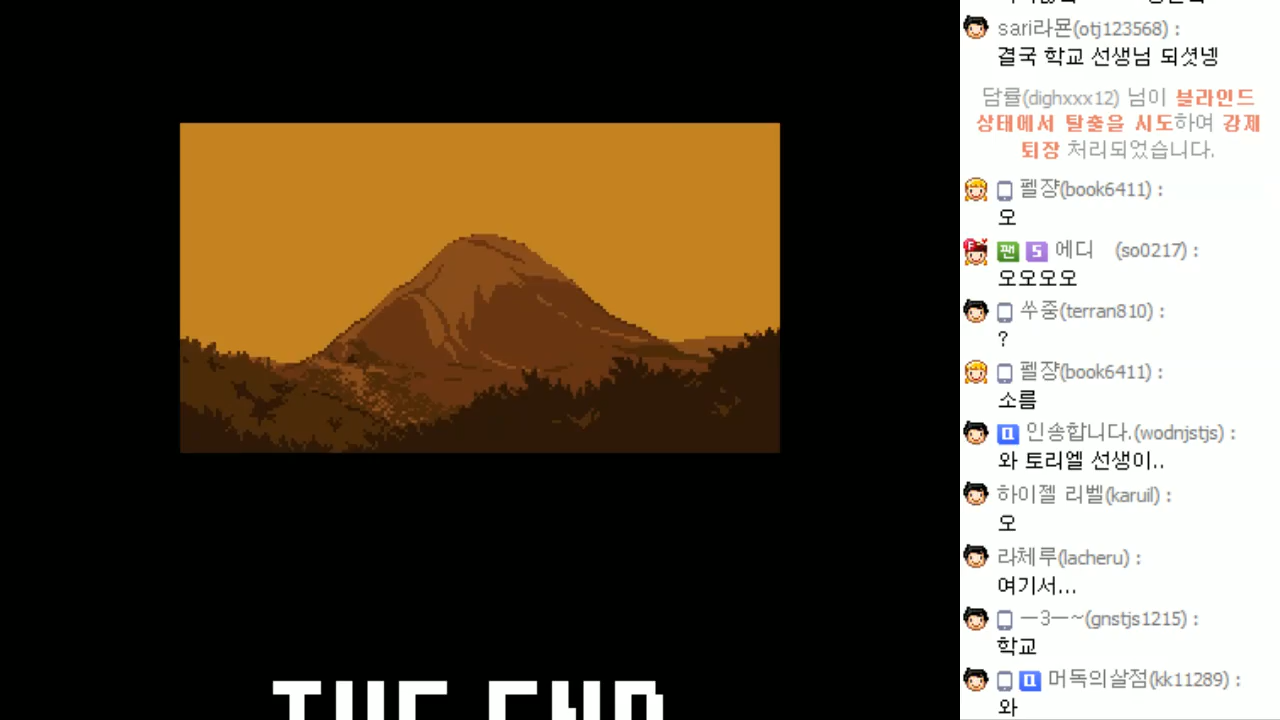 THE END
sari라묜(otj123568) :
결국 학교 선생님 되셧넹
담률(dighxxx12) 님이 블라인드
상태에서 탈출을 시도하여 강제
퇴장 처리되었습니다.
펠쟝(book6411) :
오
팬 S 에디 (so0217) :
오오오오
쑤중(terran810) :
?
펠쟝(book6411) :
소름
인송합니다.(wodnjstjs) :
와 토리엘 선생이..
하이젤 리벨(karuil) :
오
라체루(lacheru) :
여기서...
ㅡ3ㅡ~(gnstjs1215) :
학교
머독의살점(kk11289) :
와